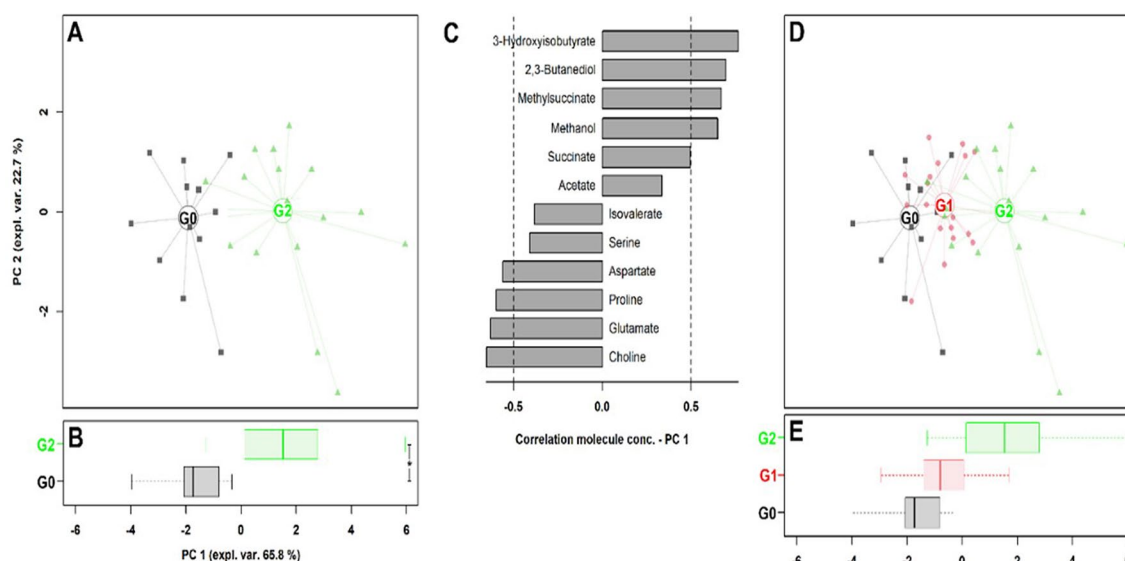 A
PC 2 (expl. var. 22.7 %)
2
0
-2
G0
G2
B
G2
G0
*
-6
-4
-2
0
2
4
6
PC 1 (expl. var. 65.8 %)
C
3-Hydroxyisobutyrate
2,3-Butanediol
Methylsuccinate
Methanol
Succinate
Acetate
Isovalerate
Serine
Aspartate
Proline
Glutamate
Choline
-0.5
0.0
0.5
Correlation molecule conc. - PC 1
D
G0
G1
G2
E
G2
G1
G0
-6
-4
-2
0
2